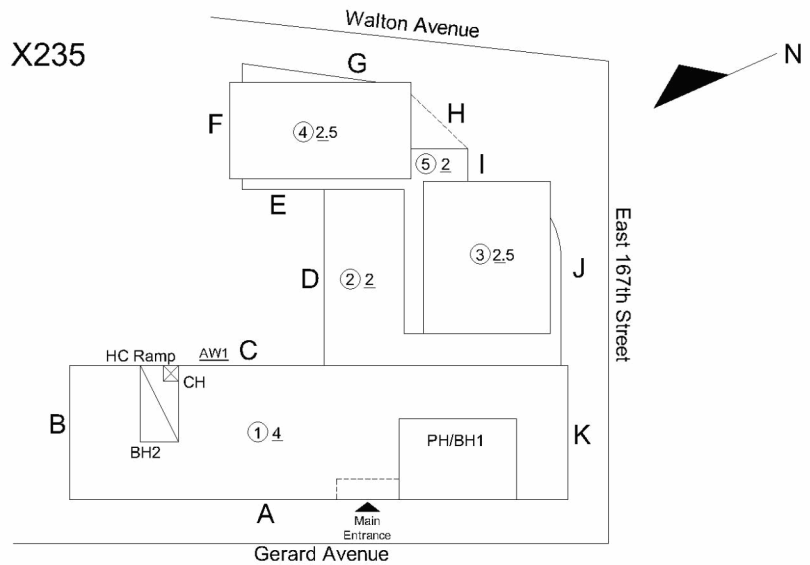 Walton Avenue
X235
N
G
F
④ 2.5
H
⑤ 2
I
E
③ 2.5
J
D
② 2
East 167th Street
HC Ramp
AW1
C
CH
B
① 4
PH/BH1
K
BH2
A
Main
Entrance
Gerard Avenue